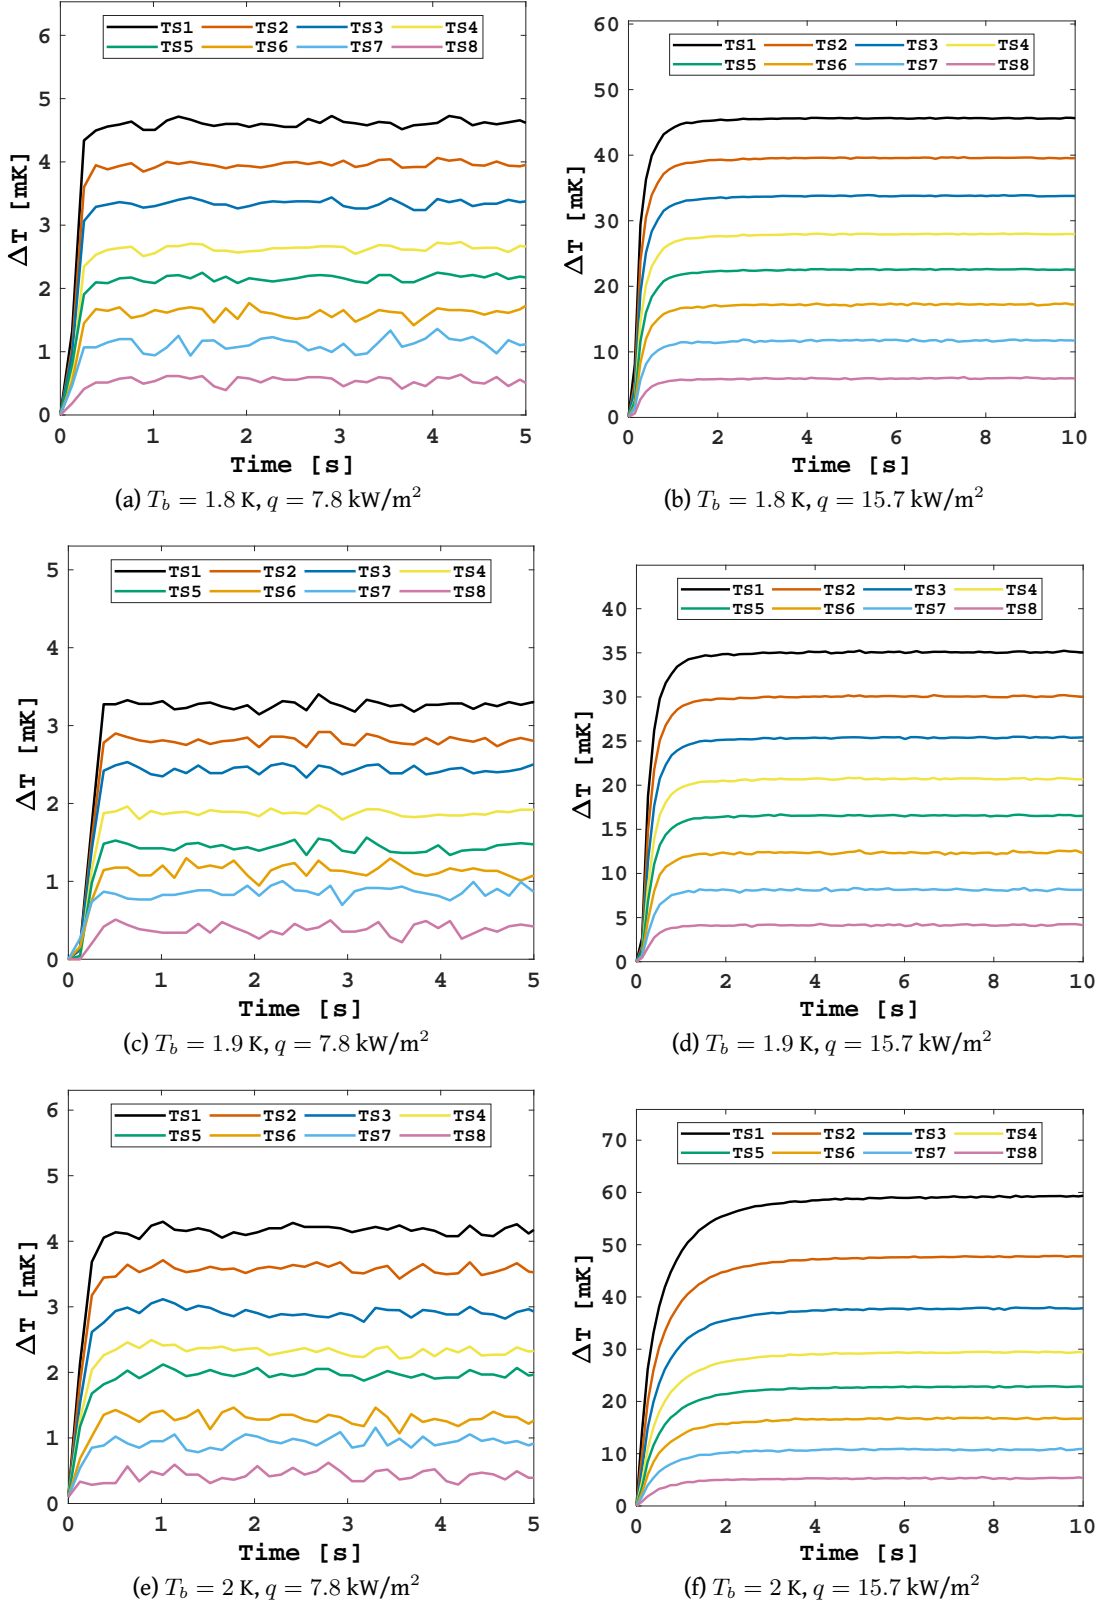 TS1 TS2 TS3 TS4
TS5 TS6 TS7 TS8
6
5
4
3
2
1
0
ΔT [mK]
0 1 2 3 4 5
Time [s]
(a) T_b = 1.8 K, q = 7.8 kW/m²
TS1 TS2 TS3 TS4
TS5 TS6 TS7 TS8
60
50
40
30
20
10
0
ΔT [mK]
0 2 4 6 8 10
Time [s]
(b) T_b = 1.8 K, q = 15.7 kW/m²
TS1 TS2 TS3 TS4
TS5 TS6 TS7 TS8
5
4
3
2
1
0
ΔT [mK]
0 1 2 3 4 5
Time [s]
(c) T_b = 1.9 K, q = 7.8 kW/m²
TS1 TS2 TS3 TS4
TS5 TS6 TS7 TS8
40
35
30
25
20
15
10
5
0
ΔT [mK]
0 2 4 6 8 10
Time [s]
(d) T_b = 1.9 K, q = 15.7 kW/m²
TS1 TS2 TS3 TS4
TS5 TS6 TS7 TS8
6
5
4
3
2
1
0
ΔT [mK]
0 1 2 3 4 5
Time [s]
(e) T_b = 2 K, q = 7.8 kW/m²
TS1 TS2 TS3 TS4
TS5 TS6 TS7 TS8
70
60
50
40
30
20
10
0
ΔT [mK]
0 2 4 6 8 10
Time [s]
(f) T_b = 2 K, q = 15.7 kW/m²